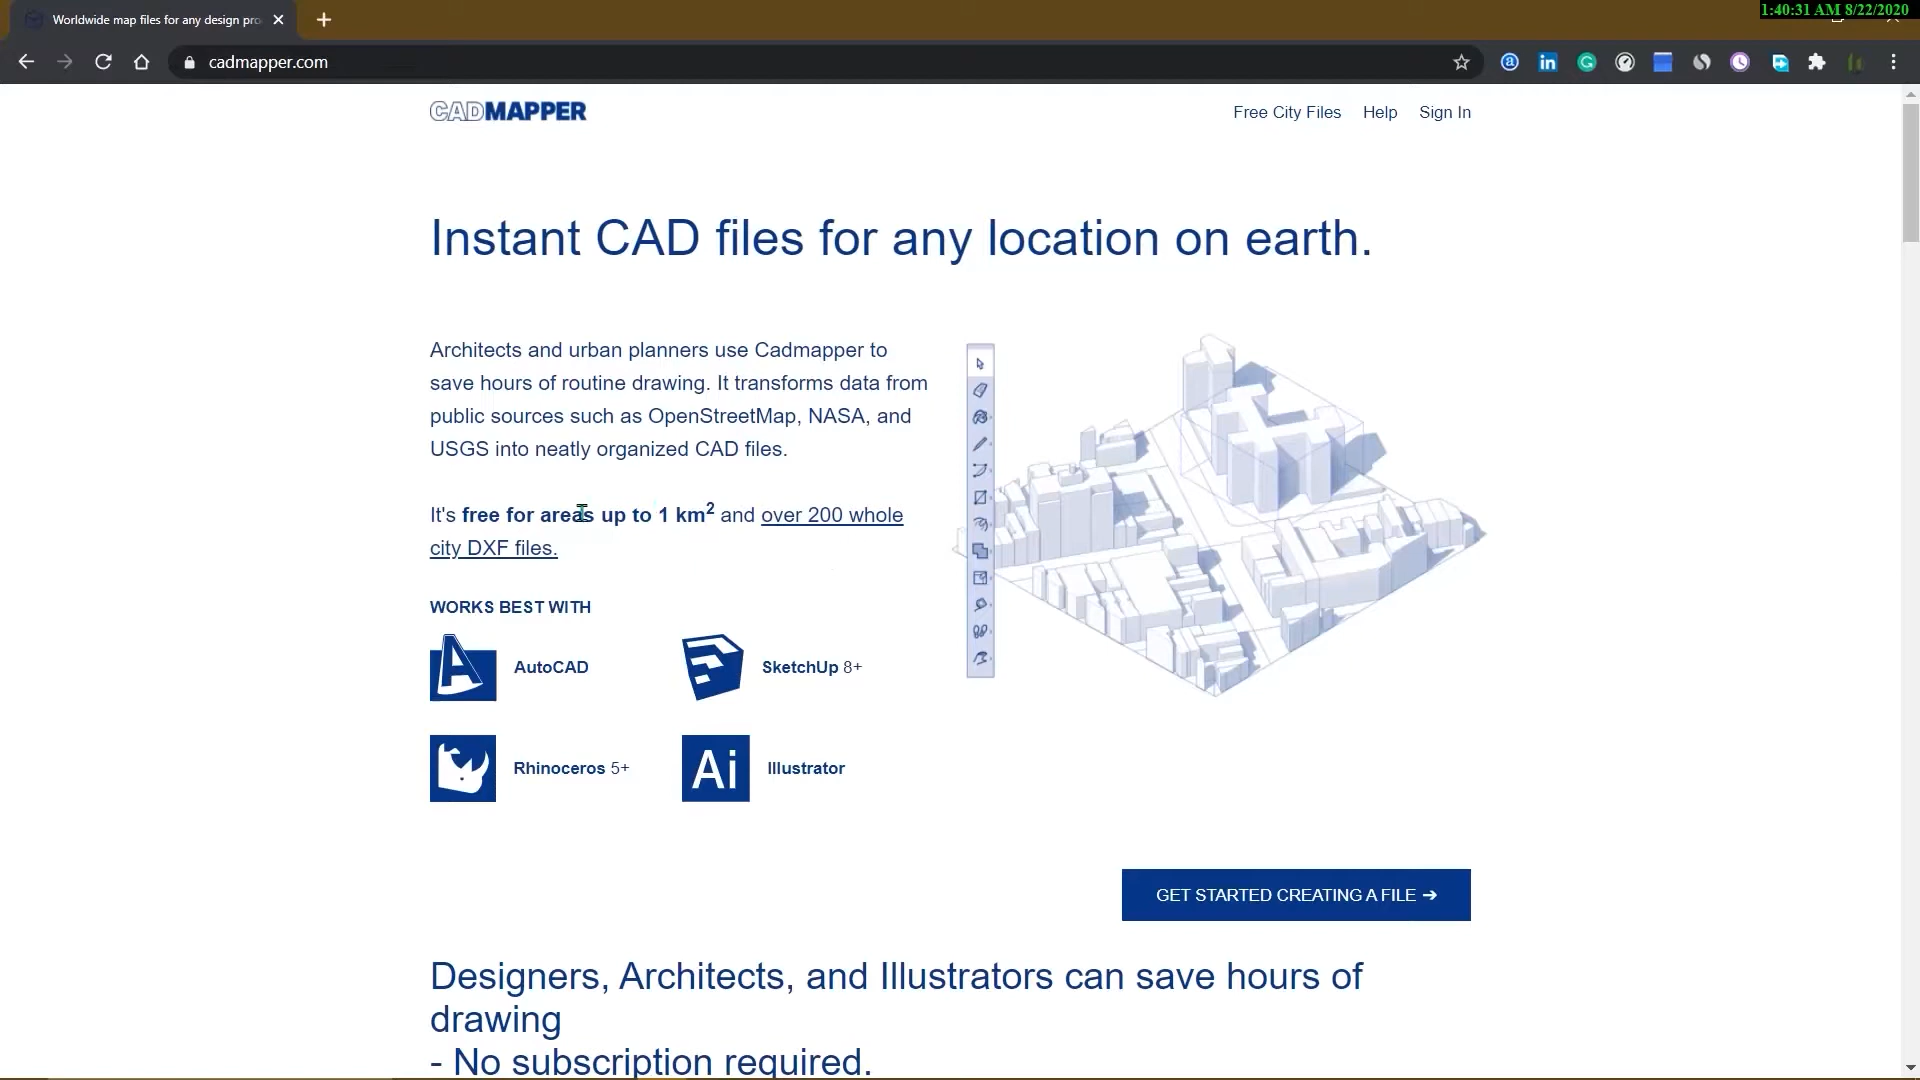 1:40:31 AM 8/22/2020
Worldwide map files for any design pro
cadmapper.com
CADMAPPER
Free City Files Help Sign In
Instant CAD files for any location on earth.
Architects and urban planners use Cadmapper to
save hours of routine drawing. It transforms data from
public sources such as OpenStreetMap, NASA, and
USGS into neatly organized CAD files.
It's free for areas up to 1 km² and over 200 whole
city DXF files.
WORKS BEST WITH
AutoCAD
SketchUp 8+
Rhinoceros 5+
Ai Illustrator
GET STARTED CREATING A FILE ➔
Designers, Architects, and Illustrators can save hours of
drawing
- No subscription required.